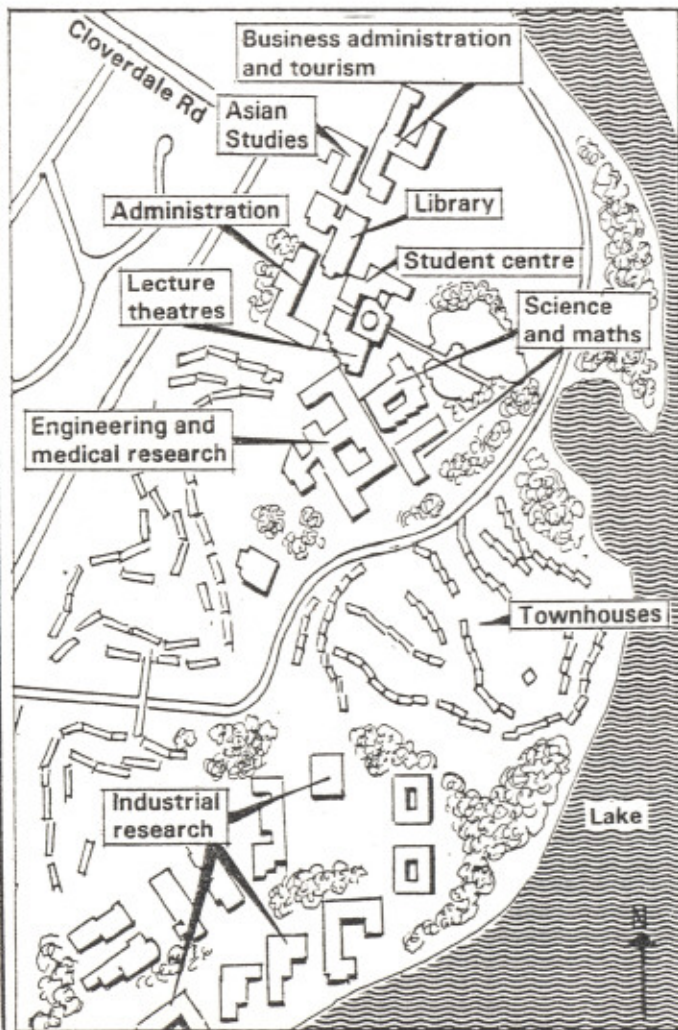 Cloverdale Rd
Business administration
and tourism
Asian
Studies
Administration
Library
Student centre
Lecture
theatres
Science
and maths
Engineering and
medical research
Townhouses
Industrial
research
Lake
N